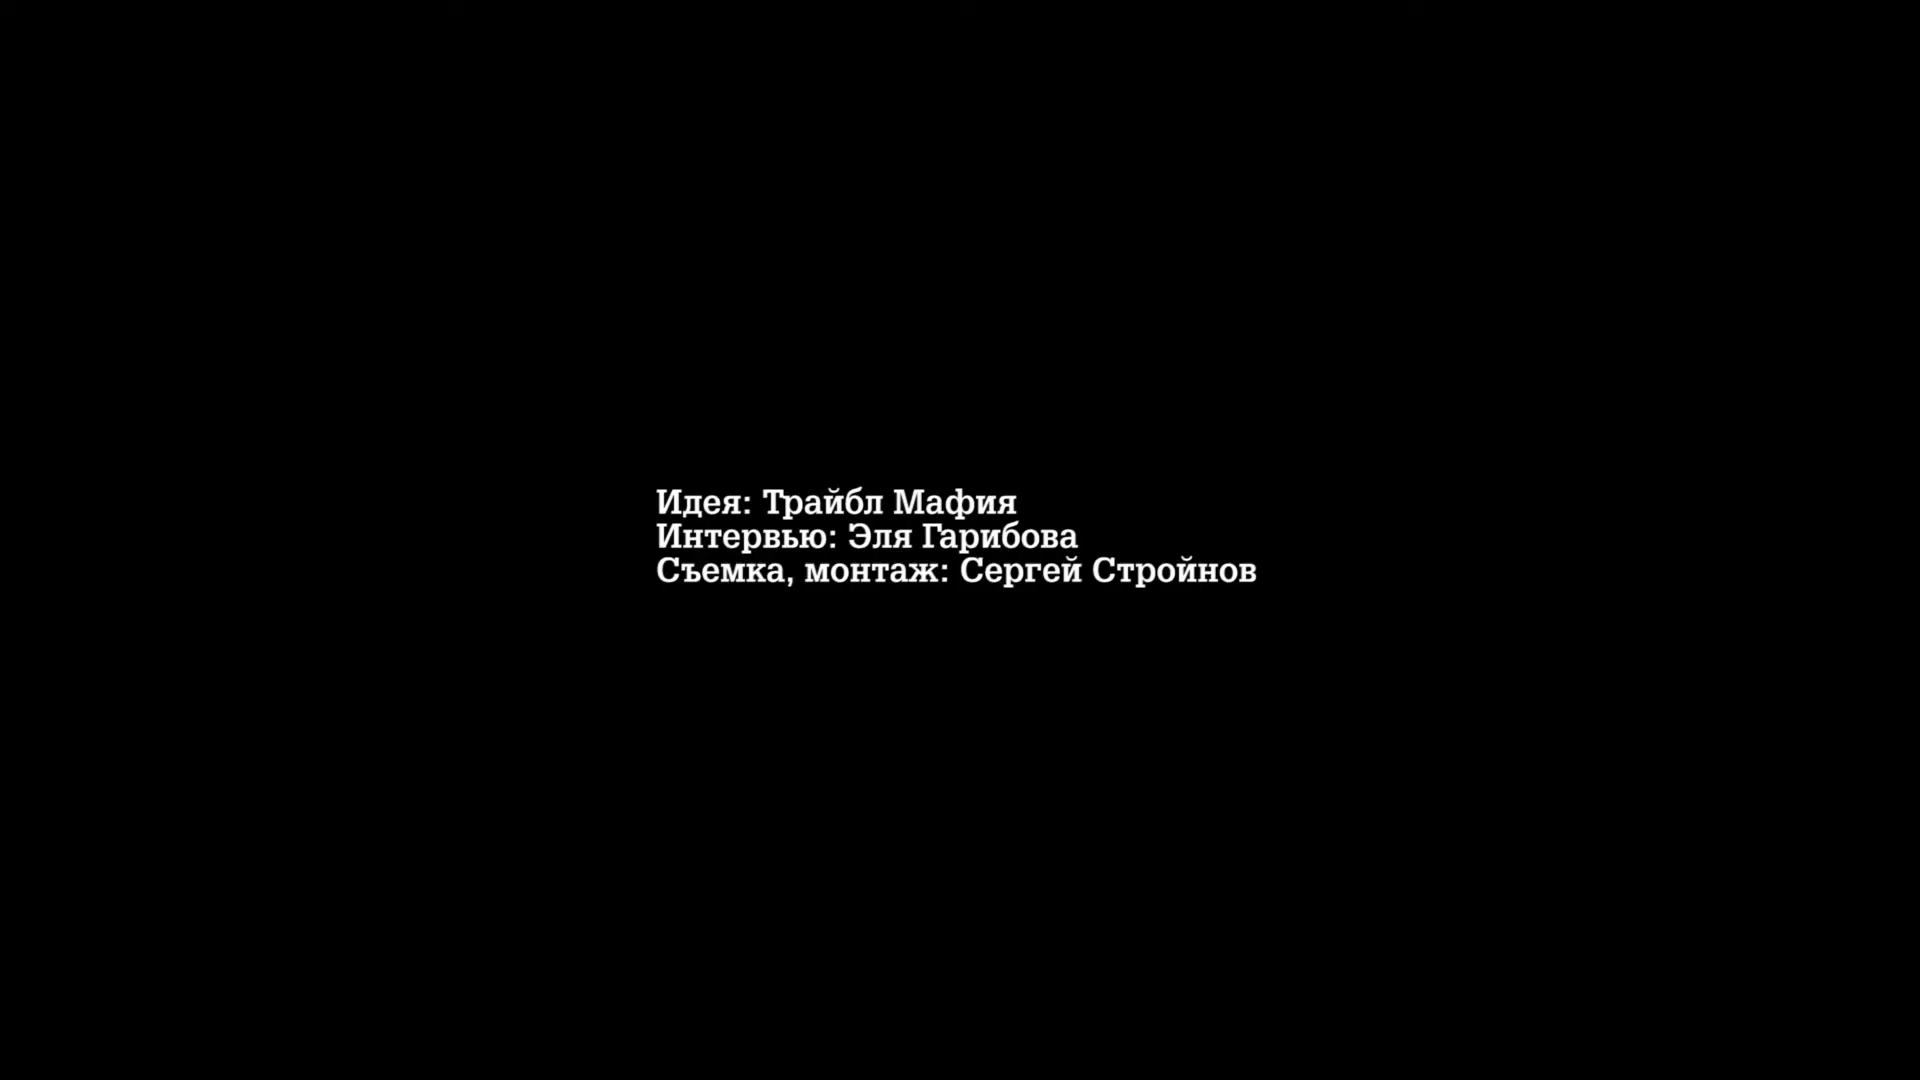 Идея: Трайбл Мафия
Интервью: Эля Гарибова
Съемка, монтаж: Сергей Стройнов